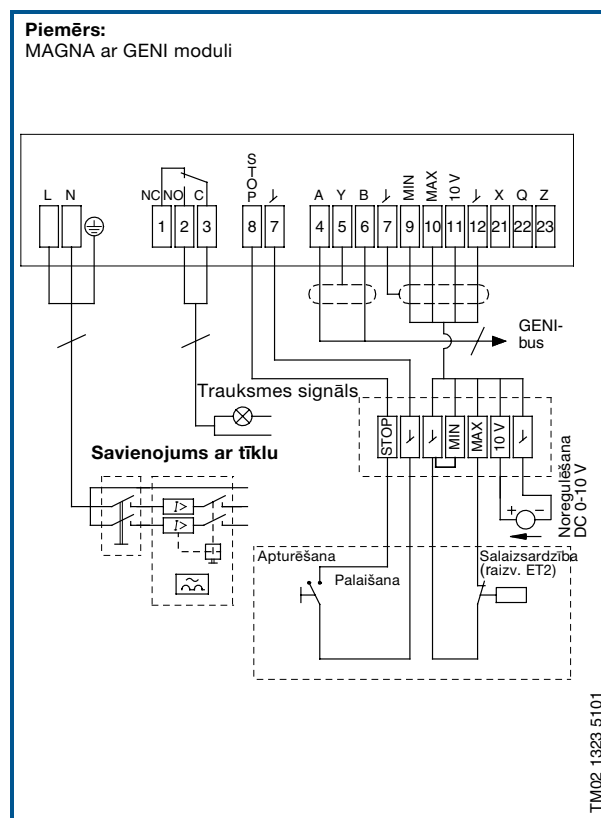 Piemērs:
MAGNA ar GENI moduli
L N NC NO C STOP A Y B MIN MAX 10 V X Q Z
1 2 3 8 7 4 5 6 7 9 10 11 12 21 22 23
GENI-
bus
Trauksmes signāls
STOP MIN MAX 10 V
Savienojums ar tīklu
I> 
I>
+ −
Noregulēšana
DC 0-10 V
Apturēšana
Palaišana
Salaizsardzība
(raizv. ET2)
TM02 1323 5101